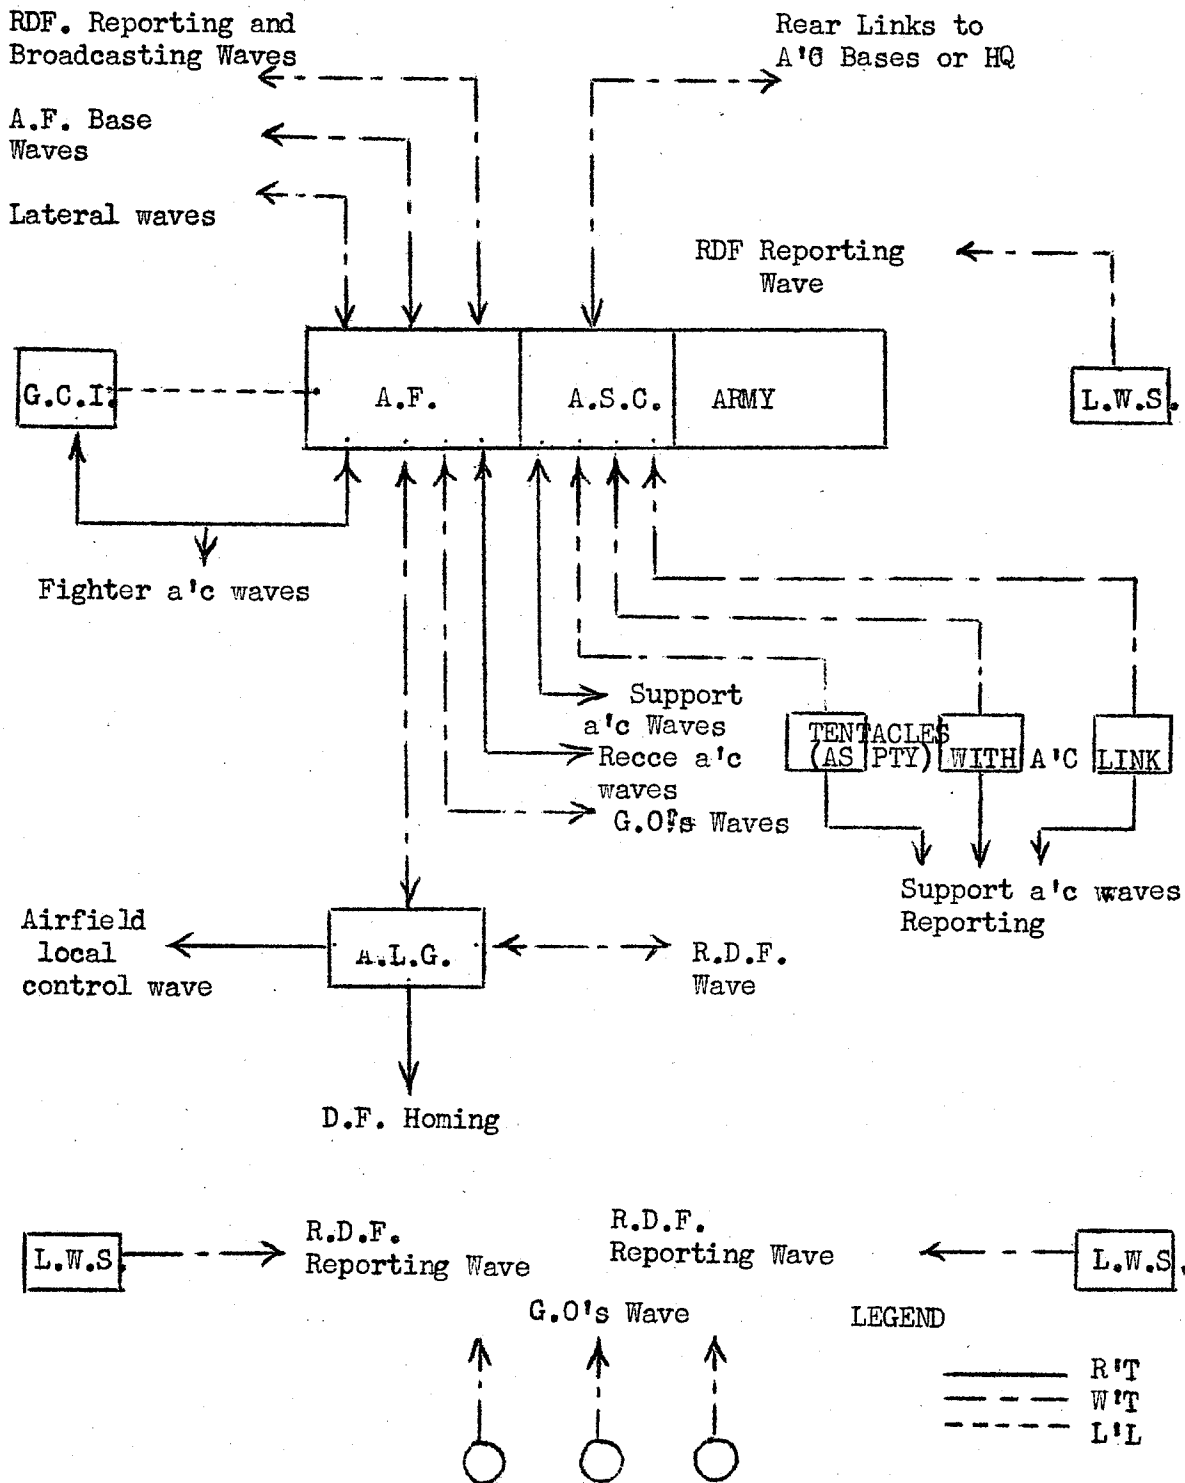 RDF. Reporting and
Broadcasting Waves
Rear Links to
A'C Bases or HQ
A.F. Base
Waves
Lateral waves
RDF Reporting
Wave
G.C.I.
A.F.
A.S.C.
ARMY
L.W.S.
Fighter a'c waves
Support
a'c Waves
Recce a'c
waves
G.O's Waves
TENTACLES
(AS PTY) WITH A'C LINK
Support a'c waves
Reporting
Airfield
local
control wave
A.L.G.
R.D.F.
Wave
D.F. Homing
L.W.S.
R.D.F.
Reporting Wave
R.D.F.
Reporting Wave
L.W.S.
G.O's Wave
LEGEND
R'T
W'T
L'L